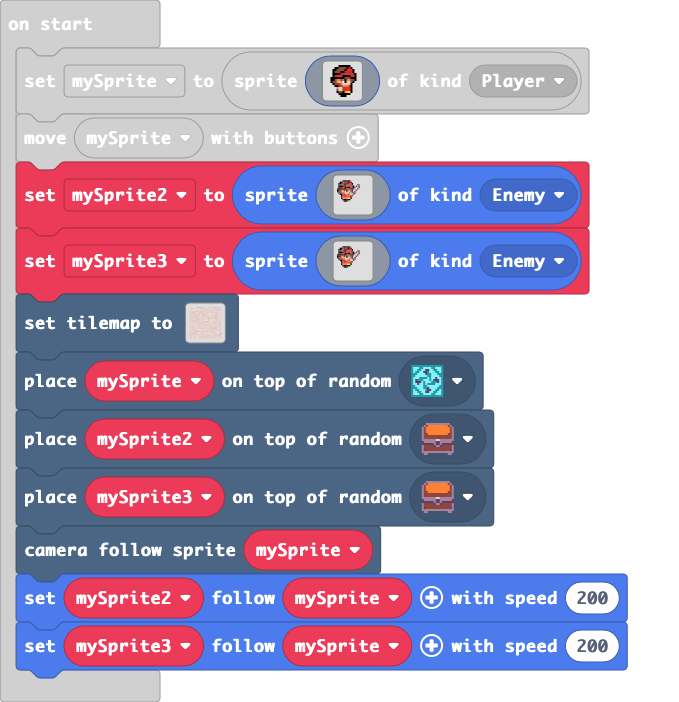 on start
set mySprite to sprite of kind Player
move mySprite with buttons
set mySprite2 to sprite of kind Enemy
set mySprite3 to sprite of kind Enemy
set tilemap to
place mySprite on top of random
place mySprite2 on top of random
place mySprite3 on top of random
camera follow sprite mySprite
set mySprite2 follow mySprite with speed 200
set mySprite3 follow mySprite with speed 200